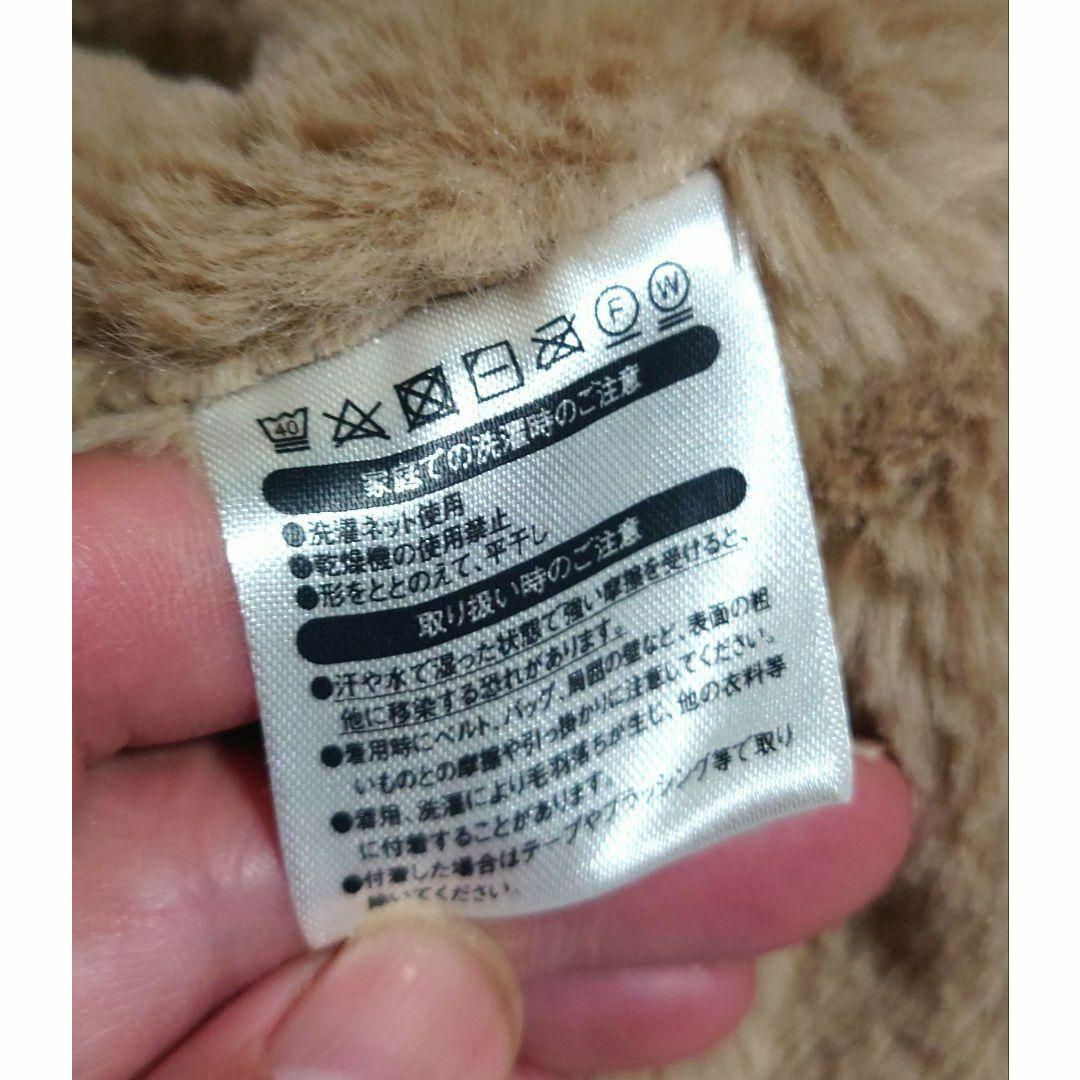 40 F W
家庭での洗濯時のご注意
●洗濯ネット使用
●乾燥機の使用禁止
●形をととのえて、平干し
取り扱い時のご注意
●汗や水で湿った状態で強い摩擦を受けると、
他に移染する恐れがあります。
●着用時にベルト、バッグ、周囲の壁など、表面の粗
いものとの摩擦や引っ掛かりに注意してください。
●着用、洗濯により毛羽落ちが生じ、他の衣料等
に付着することがあります。
●付着した場合はテープやブラッシング等で取り
除いてください。